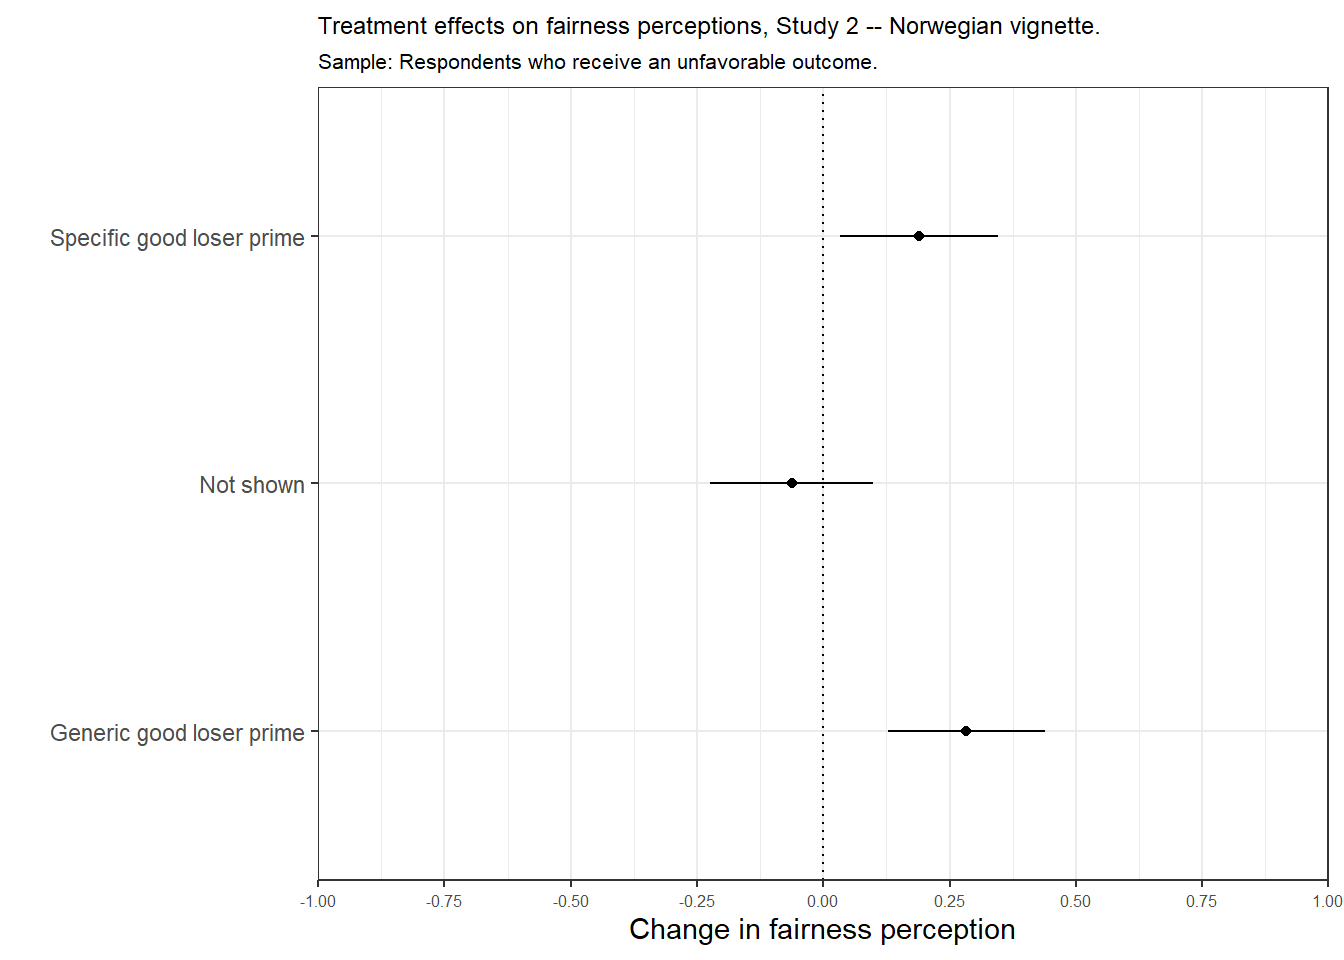 Treatment effects on fairness perceptions, Study 2 -- Norwegian vignette.
Sample: Respondents who receive an unfavorable outcome.
Specific good loser prime
Not shown
Generic good loser prime
-1.00 -0.75 -0.50 -0.25 0.00 0.25 0.50 0.75 1.00
Change in fairness perception